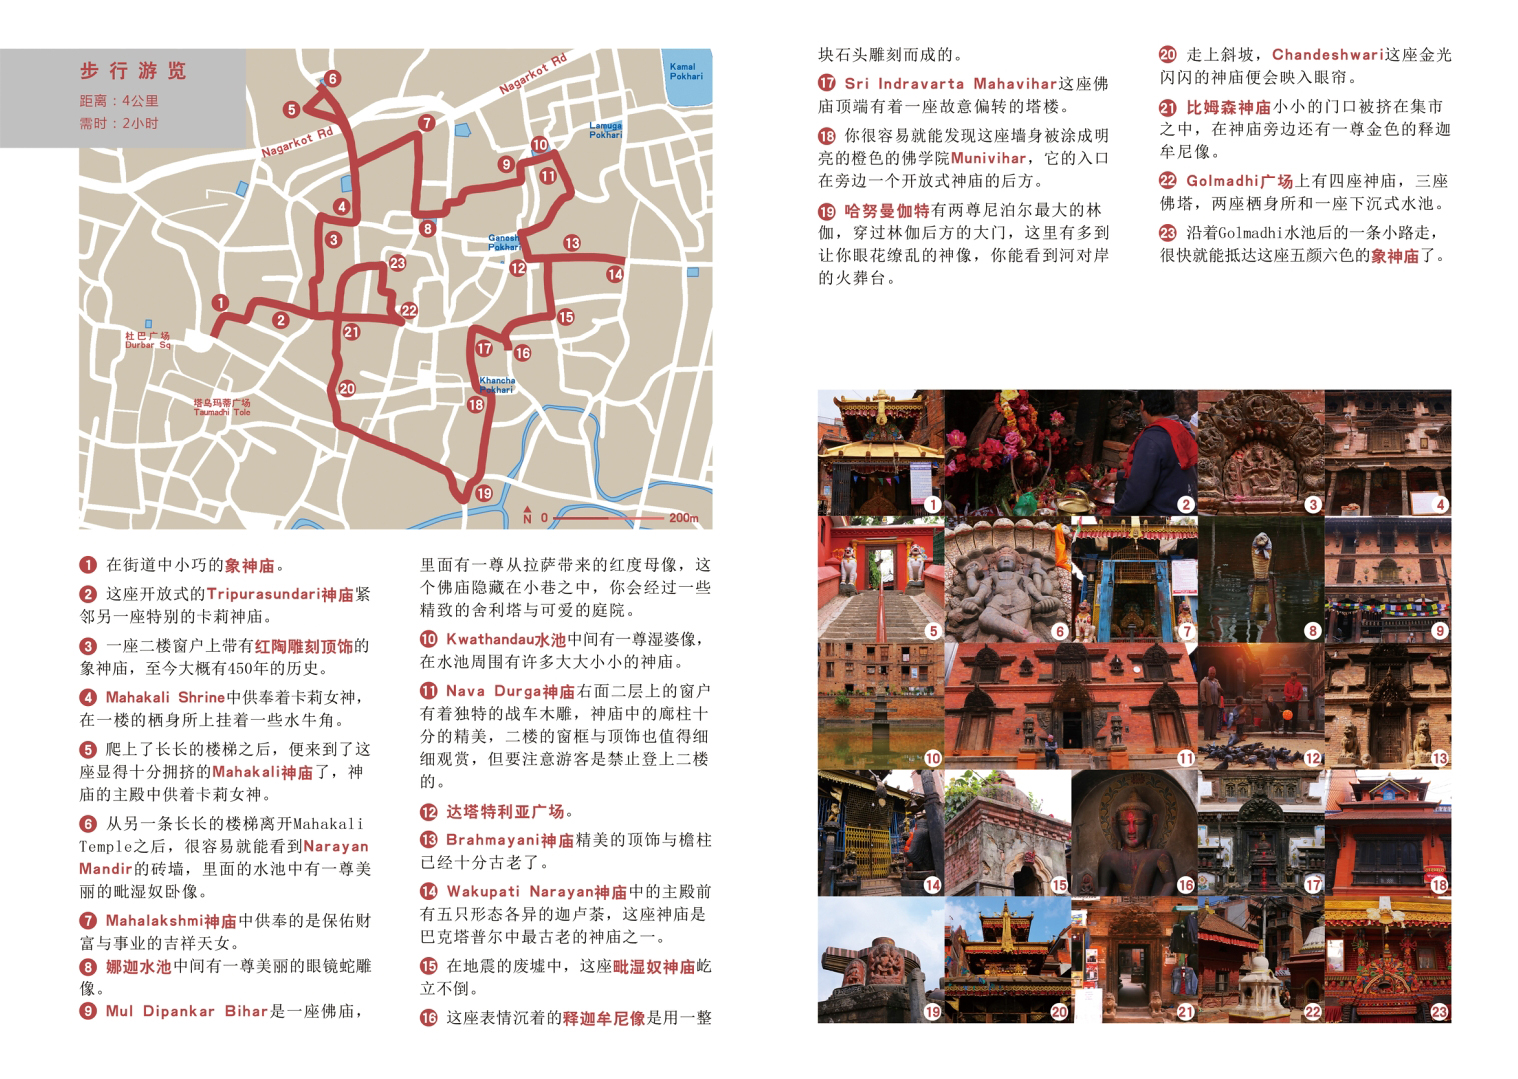 步行游览
距离：4公里
需时：2小时
Nagarkot Rd
Nagarkot Rd
Kamal
Pokhari
Lamuga
Pokhari
Ganesh
Pokhari
Khancha
Pokhari
杜巴广场
Durbar Sq
塔乌玛蒂广场
Taumadhi Tole
1
2
3
4
5
6
7
8
9
10
11
12
13
14
15
16
17
18
19
20
21
22
23
N 0 200m
1 在街道中小巧的象神庙。
2 这座开放式的Tripurasundari神庙紧
邻另一座特别的卡莉神庙。
3 一座二楼窗户上带有红陶雕刻顶饰的
象神庙，至今大概有450年的历史。
4 Mahakali Shrine中供奉着卡莉女神，
在一楼的栖身所上挂着一些水牛角。
5 爬上了长长的楼梯之后，便来到了这
座显得十分拥挤的Mahakali神庙了，神
庙的主殿中供着卡莉女神。
6 从另一条长长的楼梯离开Mahakali
Temple之后，很容易就能看到Narayan
Mandir的砖墙，里面的水池中有一尊美
丽的毗湿奴卧像。
7 Mahalakshmi神庙中供奉的是保佑财
富与事业的吉祥天女。
8 娜迦水池中间有一尊美丽的眼镜蛇雕
像。
9 Mul Dipankar Bihar是一座佛庙，
里面有一尊从拉萨带来的红度母像，这
个佛庙隐藏在小巷之中，你会经过一些
精致的舍利塔与可爱的庭院。
10 Kwathandau水池中间有一尊湿婆像，
在水池周围有许多大大小小的神庙。
11 Nava Durga神庙右面二层上的窗户
有着独特的战车木雕，神庙中的廊柱十
分的精美，二楼的窗框与顶饰也值得细
细观赏，但要注意游客是禁止登上二楼
的。
12 达塔特利亚广场。
13 Brahmayani神庙精美的顶饰与檐柱
已经十分古老了。
14 Wakupati Narayan神庙中的主殿前
有五只形态各异的迦卢荼，这座神庙是
巴克塔普尔中最古老的神庙之一。
15 在地震的废墟中，这座毗湿奴神庙屹
立不倒。
16 这座表情沉着的释迦牟尼像是用一整
块石头雕刻而成的。
17 Sri Indravarta Mahavihar这座佛
庙顶端有着一座故意偏转的塔楼。
18 你很容易就能发现这座墙身被涂成明
亮的橙色的佛学院Munivihar，它的入口
在旁边一个开放式神庙的后方。
19 哈努曼伽特有两尊尼泊尔最大的林
伽，穿过林伽后方的大门，这里有多到
让你眼花缭乱的神像，你能看到河对岸
的火葬台。
20 走上斜坡，Chandeshwari这座金光
闪闪的神庙便会映入眼帘。
21 比姆森神庙小小的门口被挤在集市
之中，在神庙旁边还有一尊金色的释迦
牟尼像。
22 Golmadhi广场上有四座神庙，三座
佛塔，两座栖身所和一座下沉式水池。
23 沿着Golmadhi水池后的一条小路走，
很快就能抵达这座五颜六色的象神庙了。
1
2
3
4
5
6
7
8
9
10
11
12
13
14
15
16
17
18
19
20
21
22
23